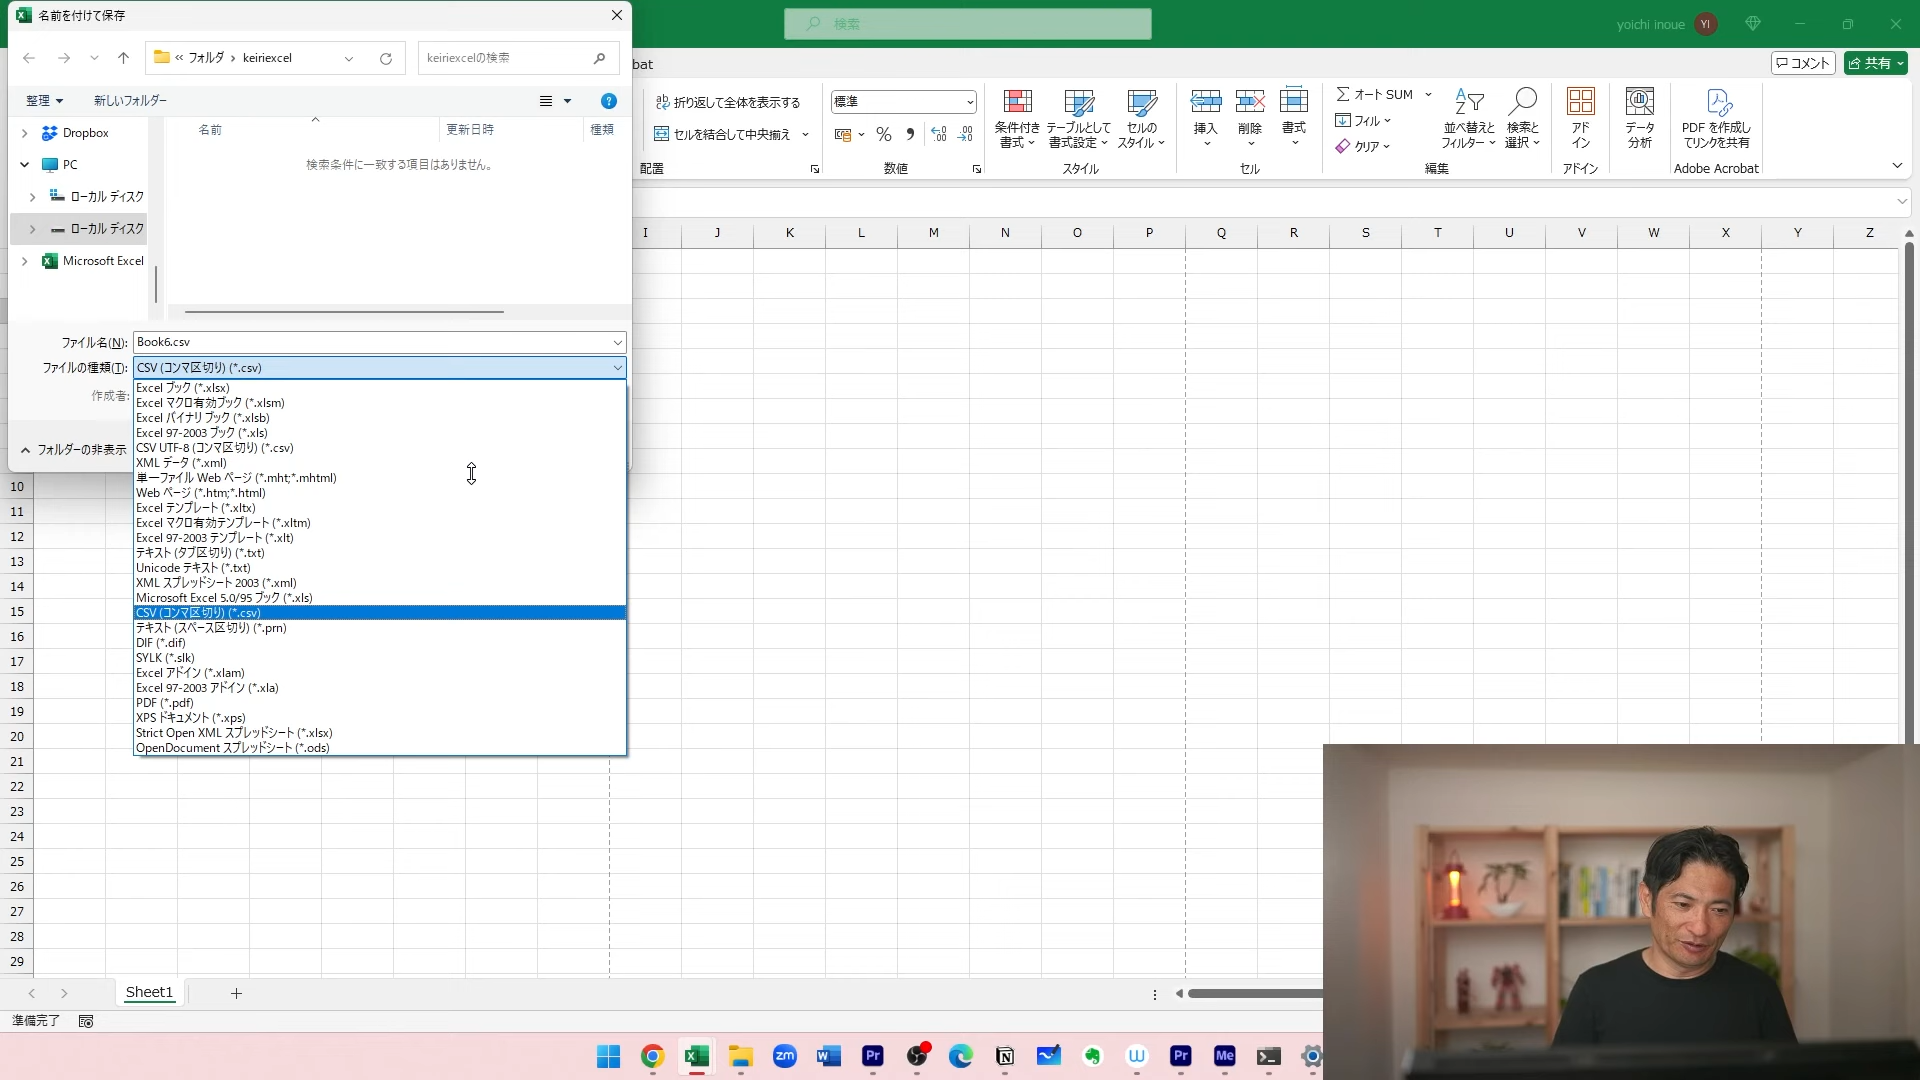 名前を付けて保存
検索
yoichi inoue
YI
« フォルダ › keiriexcel
keiriexcelの検索
bat
コメント
共有
整理
新しいフォルダー
名前
更新日時
種類
検索条件に一致する項目はありません。
Dropbox
PC
ローカル ディスク
ローカル ディスク
Microsoft Excel
折り返して全体を表示する
セルを結合して中央揃え
配置
標準
数値
条件付き書式
テーブルとして書式設定
セルのスタイル
スタイル
挿入
削除
書式
セル
オート SUM
フィル
クリア
並べ替えとフィルター
検索と選択
編集
アドイン
アドイン
データ分析
PDF を作成してリンクを共有
Adobe Acrobat
ファイル名(N):
Book6.csv
ファイルの種類(T):
CSV (コンマ区切り) (*.csv)
作成者:
フォルダーの非表示
Excel ブック (*.xlsx)
Excel マクロ有効ブック (*.xlsm)
Excel バイナリ ブック (*.xlsb)
Excel 97-2003 ブック (*.xls)
CSV UTF-8 (コンマ区切り) (*.csv)
XML データ (*.xml)
単一ファイル Web ページ (*.mht;*.mhtml)
Web ページ (*.htm;*.html)
Excel テンプレート (*.xltx)
Excel マクロ有効テンプレート (*.xltm)
Excel 97-2003 テンプレート (*.xlt)
テキスト (タブ区切り) (*.txt)
Unicode テキスト (*.txt)
XML スプレッドシート 2003 (*.xml)
Microsoft Excel 5.0/95 ブック (*.xls)
CSV (コンマ区切り) (*.csv)
テキスト (スペース区切り) (*.prn)
DIF (*.dif)
SYLK (*.slk)
Excel アドイン (*.xlam)
Excel 97-2003 アドイン (*.xla)
PDF (*.pdf)
XPS ドキュメント (*.xps)
Strict Open XML スプレッドシート (*.xlsx)
OpenDocument スプレッドシート (*.ods)
I J K L M N O P Q R S T U V W X Y Z
10
11
12
13
14
15
16
17
18
19
20
21
22
23
24
25
26
27
28
29
Sheet1
準備完了
zm
W
Pr
N
W
Pr
Me